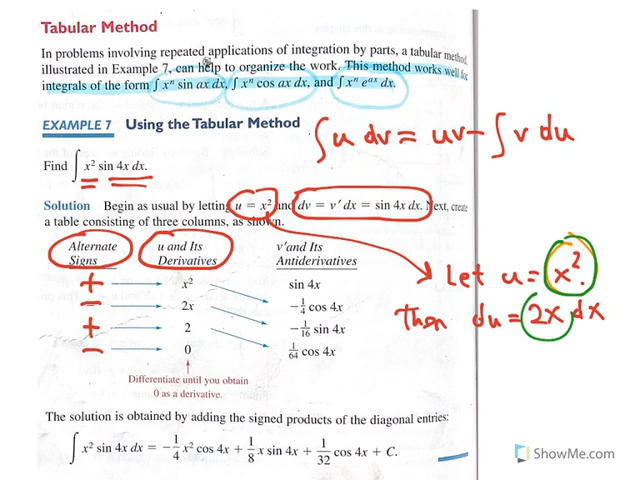 Tabular Method
In problems involving repeated applications of integration by parts, a tabular method,
illustrated in Example 7, can help to organize the work. This method works well for
integrals of the form ∫ xⁿ sin ax dx, ∫ xⁿ cos ax dx, and ∫ xⁿ eᵃˣ dx.
EXAMPLE 7 Using the Tabular Method
∫ u dv = uv − ∫ v du
Find ∫ x² sin 4x dx.
Solution Begin as usual by letting u = x² and dv = v′ dx = sin 4x dx. Next, create
a table consisting of three columns, as shown.
Alternate Signs u and Its Derivatives v′ and Its Antiderivatives
+ x² sin 4x
− 2x −1/4 cos 4x
+ 2 −1/16 sin 4x
− 0 1/64 cos 4x
Let u = x².
then du = 2x dx
Differentiate until you obtain
0 as a derivative.
The solution is obtained by adding the signed products of the diagonal entries:
∫ x² sin 4x dx = −1/4 x² cos 4x + 1/8 x sin 4x + 1/32 cos 4x + C.
ShowMe.com